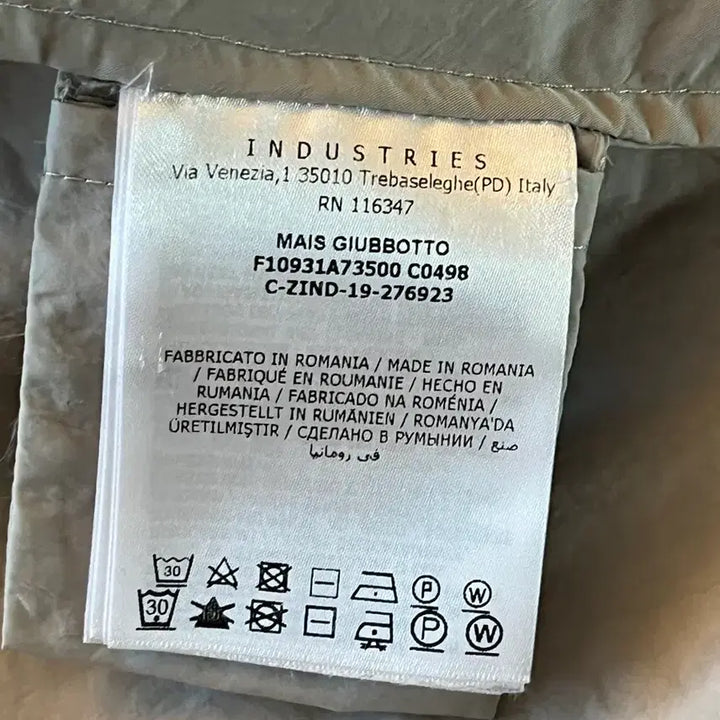 INDUSTRIES
Via Venezia,1 35010 Trebaseleghe(PD) Italy
RN 116347
MAIS GIUBBOTTO
F10931A73500 C0498
C-ZIND-19-276923
FABBRICATO IN ROMANIA / MADE IN ROMANIA
/ FABRIQUÉ EN ROUMANIE / HECHO EN
RUMANIA / FABRICADO NA ROMÉNIA /
HERGESTELLT IN RUMÄNIEN / ROMANYA'DA
ÜRETILMIŞTIR / СДЕЛАНО В РУМЫНИИ / صنع
في رومانيا
30 P W
30 P W